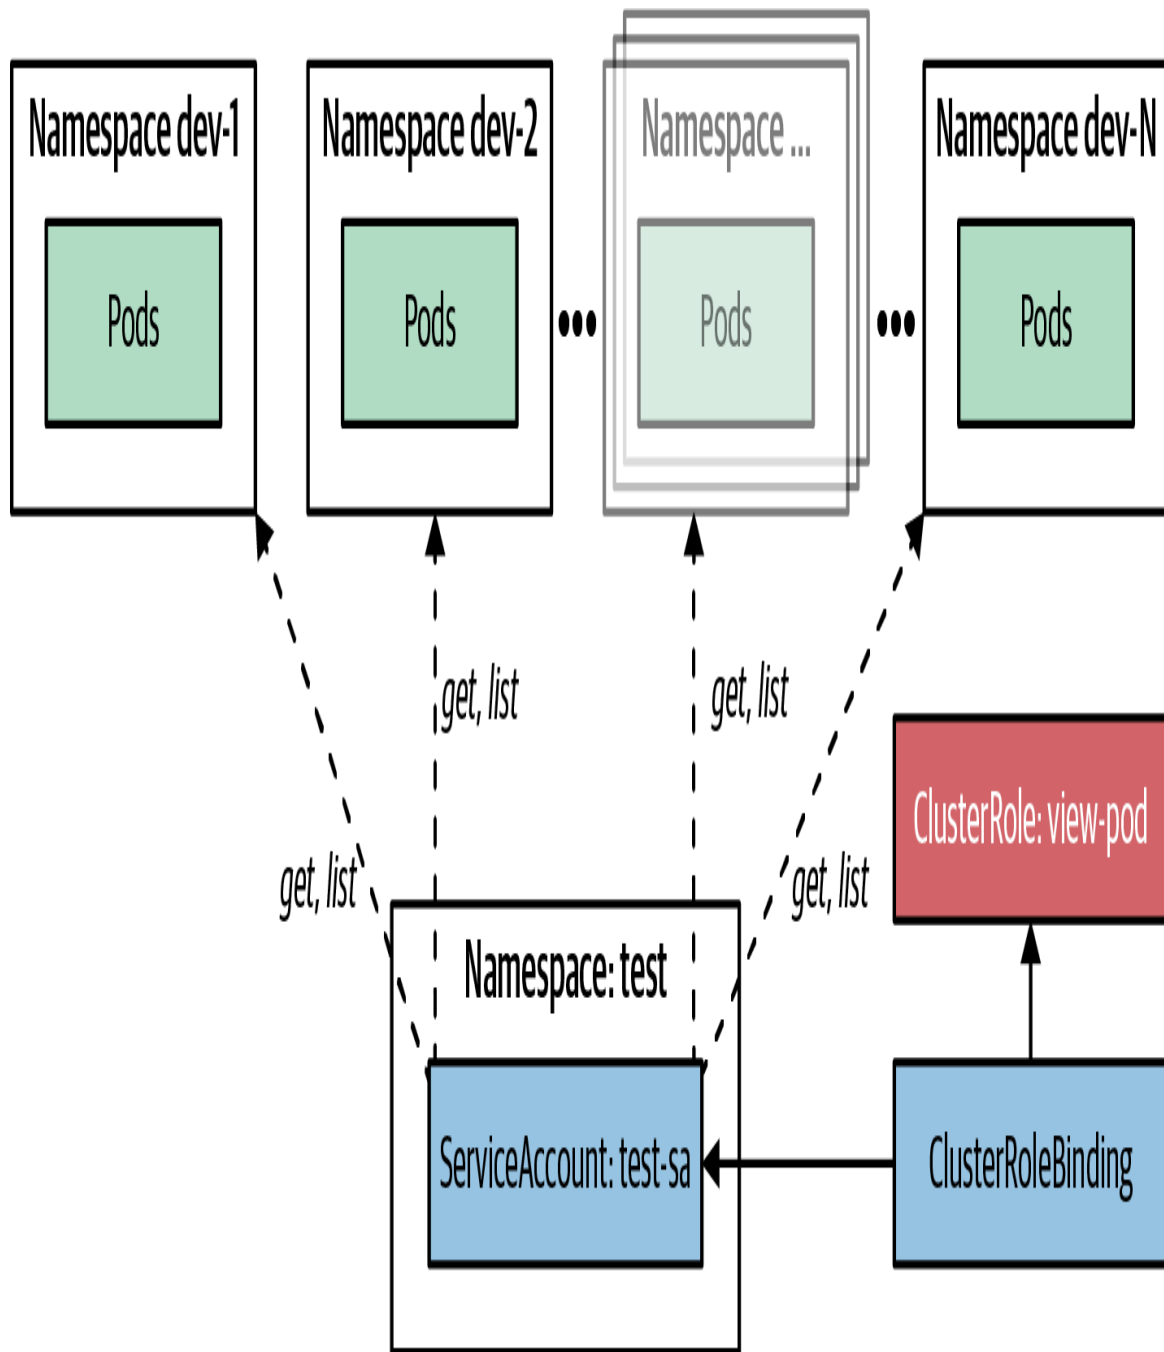 Namespace dev-1
Namespace dev-2
Namespace ...
Namespace dev-N
Pods
Pods
•••
Pods
•••
Pods
get, list
get, list
get, list
get, list
ClusterRole: view-pod
Namespace: test
ServiceAccount: test-sa
ClusterRoleBinding